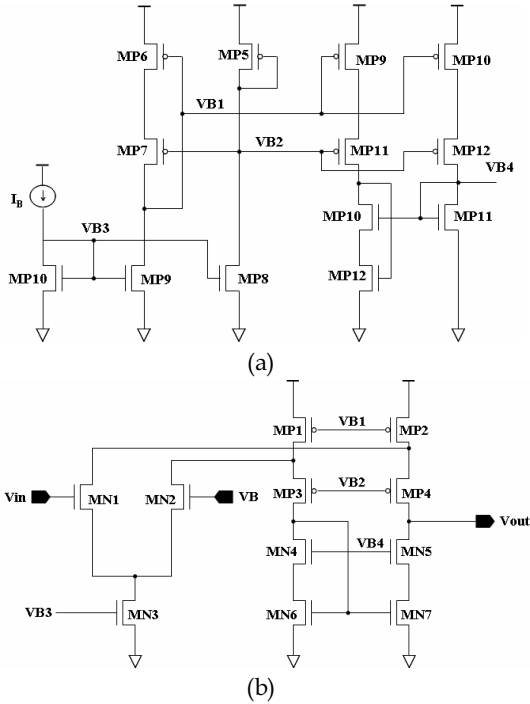 MP6 MP5 MP9 MP10
VB1
MP7 VB2 MP11 MP12
VB4
I_B
MP10 MP11
VB3
MP10 MP9 MP8 MP12
(a)
MP1 VB1 MP2
Vin MN1 MN2 VB MP3 VB2 MP4
Vout
MN4 VB4 MN5
VB3 MN3 MN6 MN7
(b)